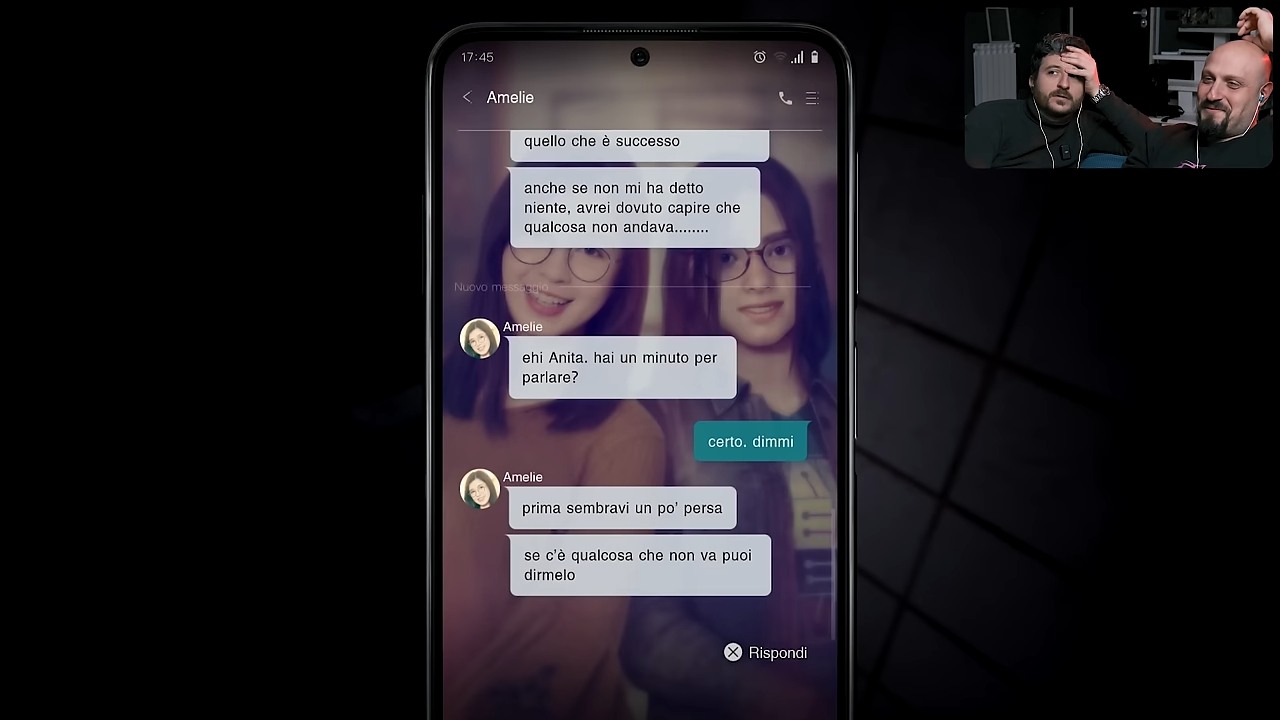 17:45
Amelie
quello che è successo
anche se non mi ha detto
niente, avrei dovuto capire che
qualcosa non andava........
Nuovo messaggio
Amelie
ehi Anita. hai un minuto per
parlare?
certo. dimmi
Amelie
prima sembravi un po' persa
se c'è qualcosa che non va puoi
dirmelo
Rispondi